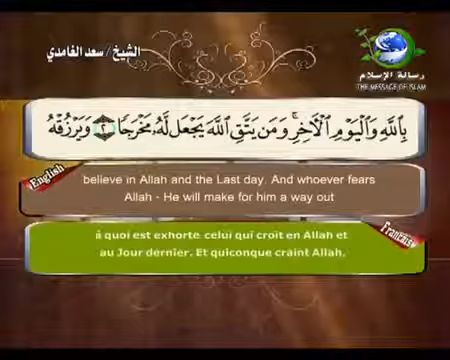 الشيخ / سعد الغامدي
رسالة الإسلام
THE MESSAGE OF ISLAM
بِاللَّهِ وَالْيَوْمِ الْآخِرِ ۚ وَمَن يَتَّقِ اللَّهَ يَجْعَل لَّهُ مَخْرَجًا ٢ وَيَرْزُقْهُ
English
believe in Allah and the Last day. And whoever fears
Allah - He will make for him a way out
à quoi est exhorté celui qui croit en Allah et
au Jour dernier. Et quiconque craint Allah,
Francais